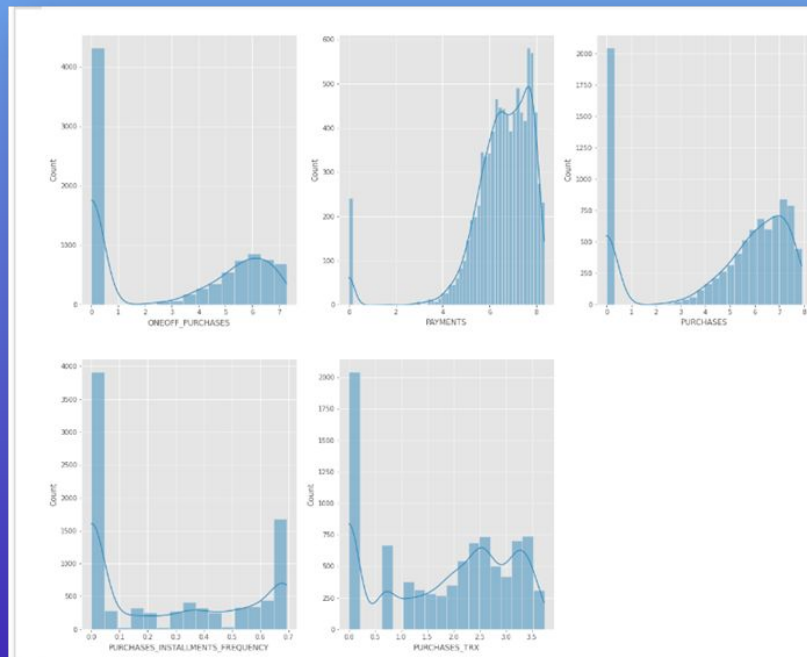 4000
3000
2000
1000
0
Count
0 1 2 3 4 5 6 7
ONEOFF_PURCHASES
600
500
400
300
200
100
0
Count
0 2 4 6 8
PAYMENTS
2000
1750
1500
1250
1000
750
500
250
0
Count
0 1 2 3 4 5 6 7 8
PURCHASES
4000
3500
3000
2500
2000
1500
1000
500
0
Count
0.0 0.1 0.2 0.3 0.4 0.5 0.6 0.7
PURCHASES_INSTALLMENTS_FREQUENCY
2000
1750
1500
1250
1000
750
500
250
0
Count
0.0 0.5 1.0 1.5 2.0 2.5 3.0 3.5
PURCHASES_TRX